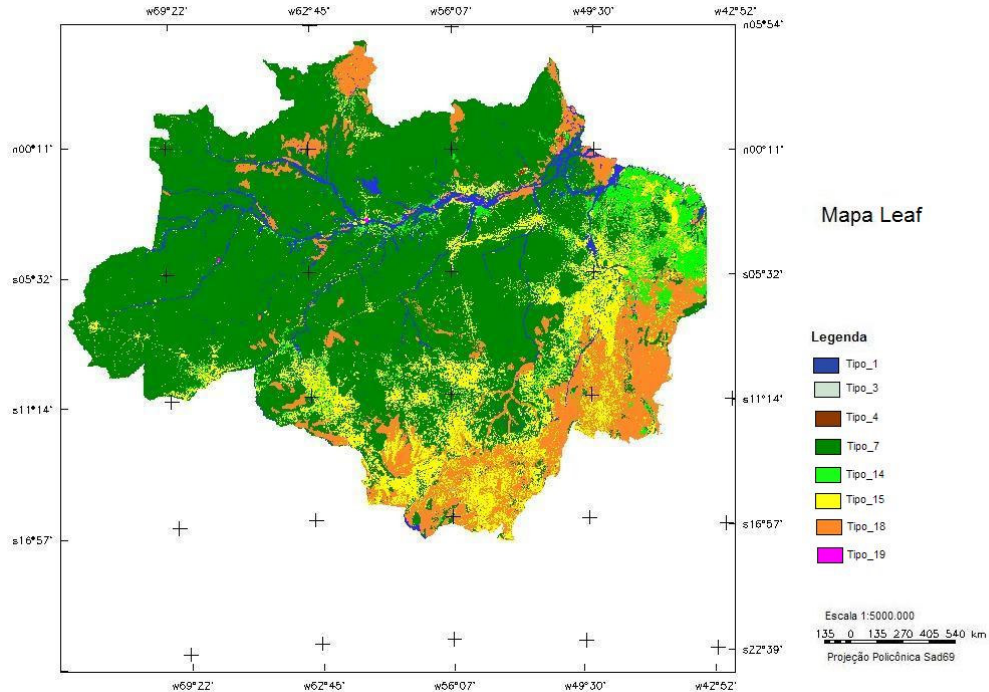 w69°22' w62°45' w56°07' w49°30' w42°52'
n05°54'
n00°11' n00°11'
Mapa Leaf
s05°32' s05°32'
Legenda
Tipo_1
Tipo_3
s11°14' s11°14'
Tipo_4
Tipo_7
Tipo_14
Tipo_15
s16°57' s16°57'
Tipo_18
Tipo_19
Escala 1:5000.000
135 0 135 270 405 540 km
s22°39'
Projeção Policônica Sad69
w69°22' w62°45' w56°07' w49°30' w42°52'